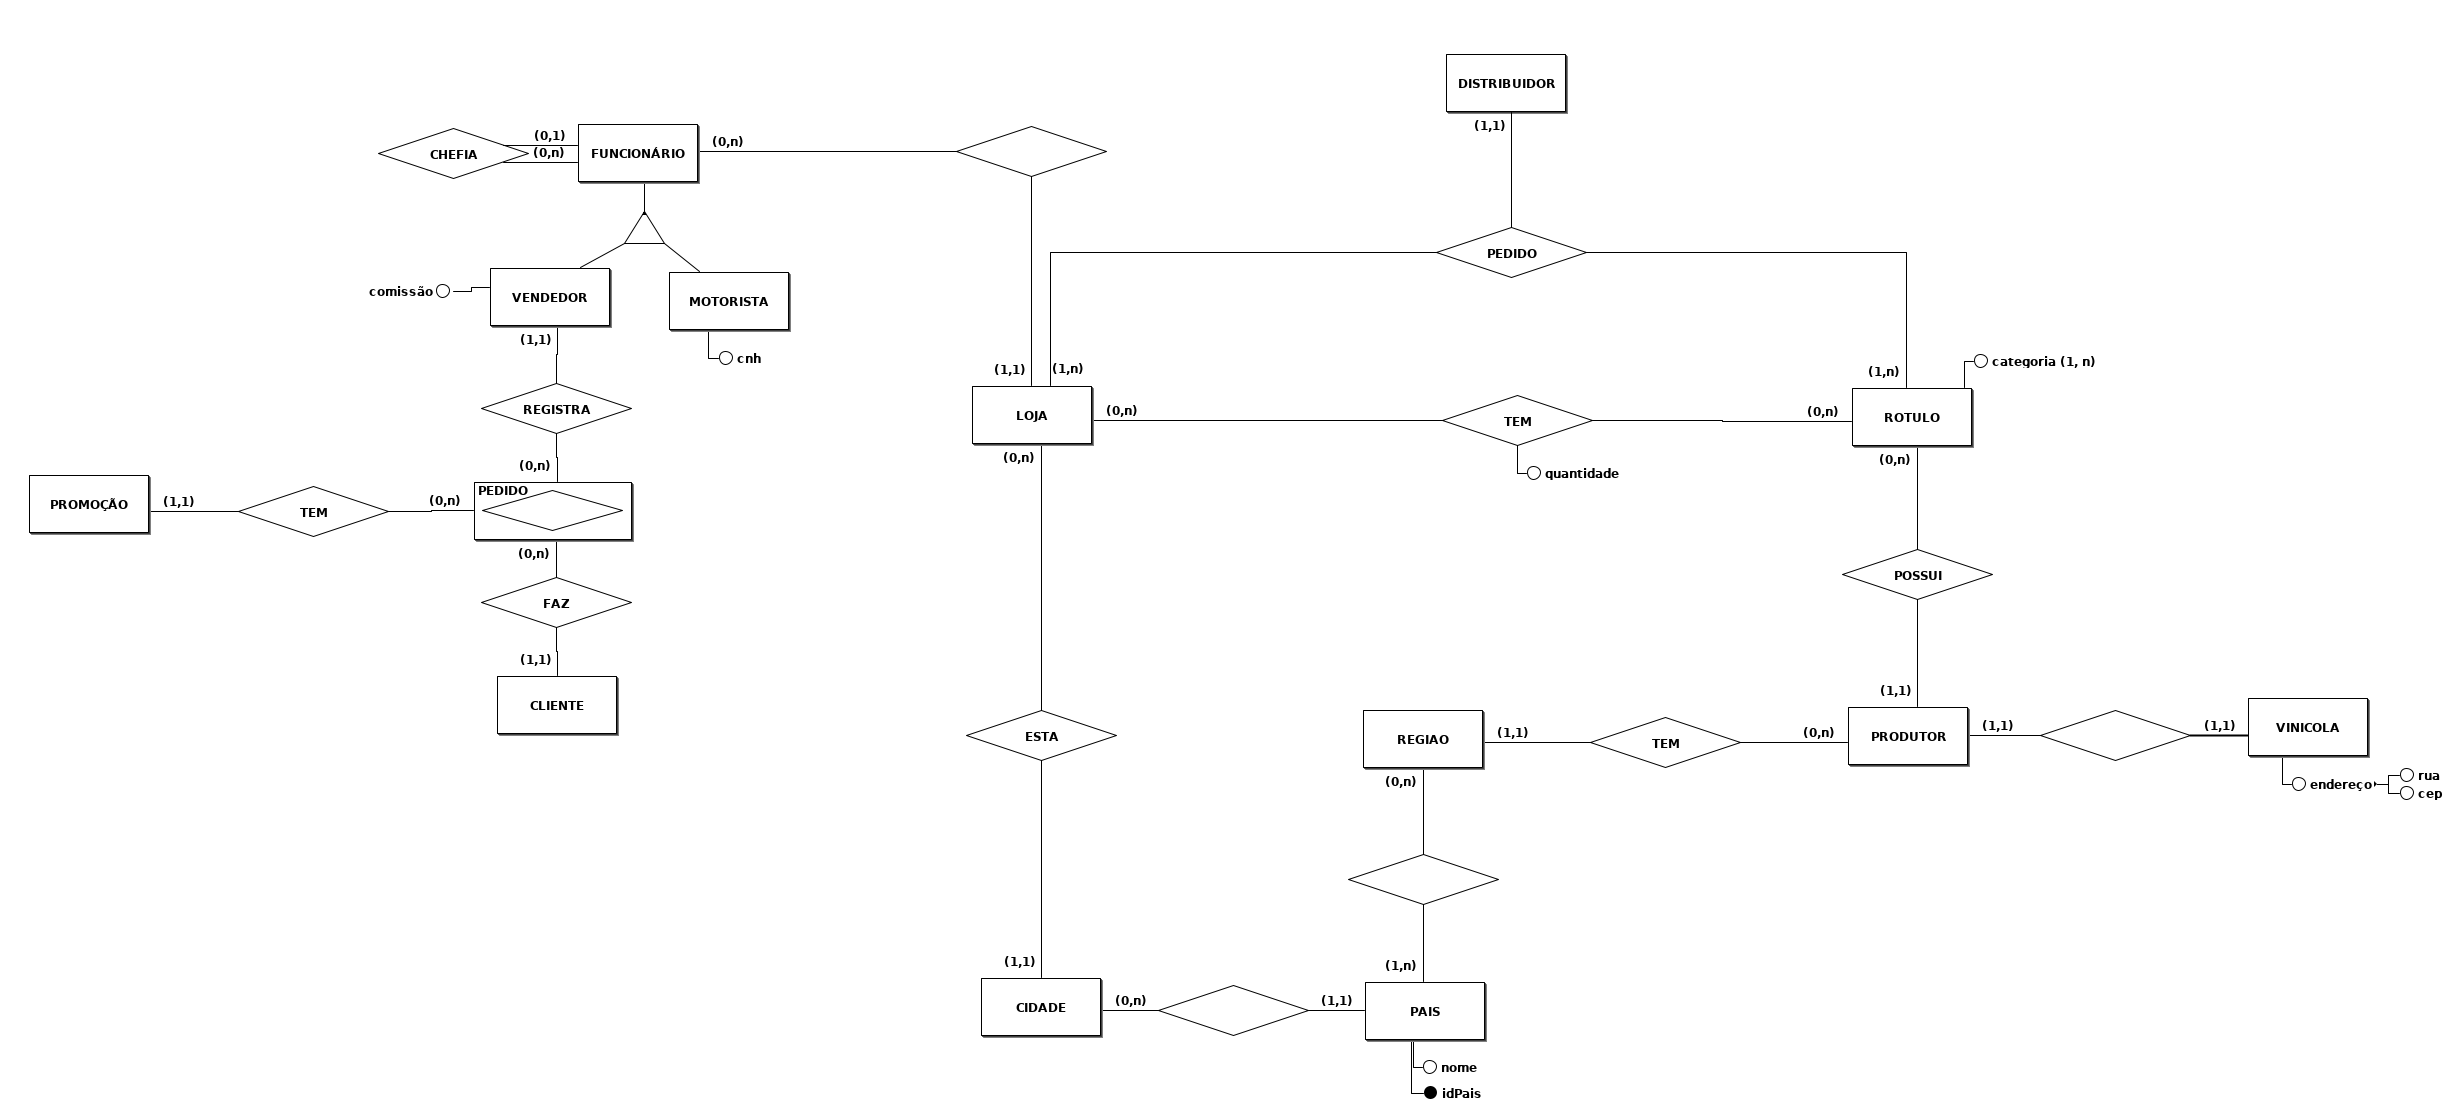 DISTRIBUIDOR
(1,1)
(0,1)
(0,n)
CHEFIA
FUNCIONÁRIO
(0,n)
PEDIDO
comissão
VENDEDOR
MOTORISTA
(1,1)
cnh
categoria (1, n)
(1,1)
(1,n)
(1,n)
REGISTRA
LOJA
(0,n)
TEM
(0,n)
ROTULO
(0,n)
(0,n)
(0,n)
quantidade
PROMOÇÃO
(1,1)
TEM
(0,n)
PEDIDO
(0,n)
POSSUI
FAZ
(1,1)
CLIENTE
(1,1)
ESTA
REGIAO
(1,1)
TEM
(0,n)
PRODUTOR
(1,1)
(1,1)
VINICOLA
(0,n)
endereço
rua
cep
(1,1)
(1,n)
CIDADE
(0,n)
(1,1)
PAIS
nome
idPais